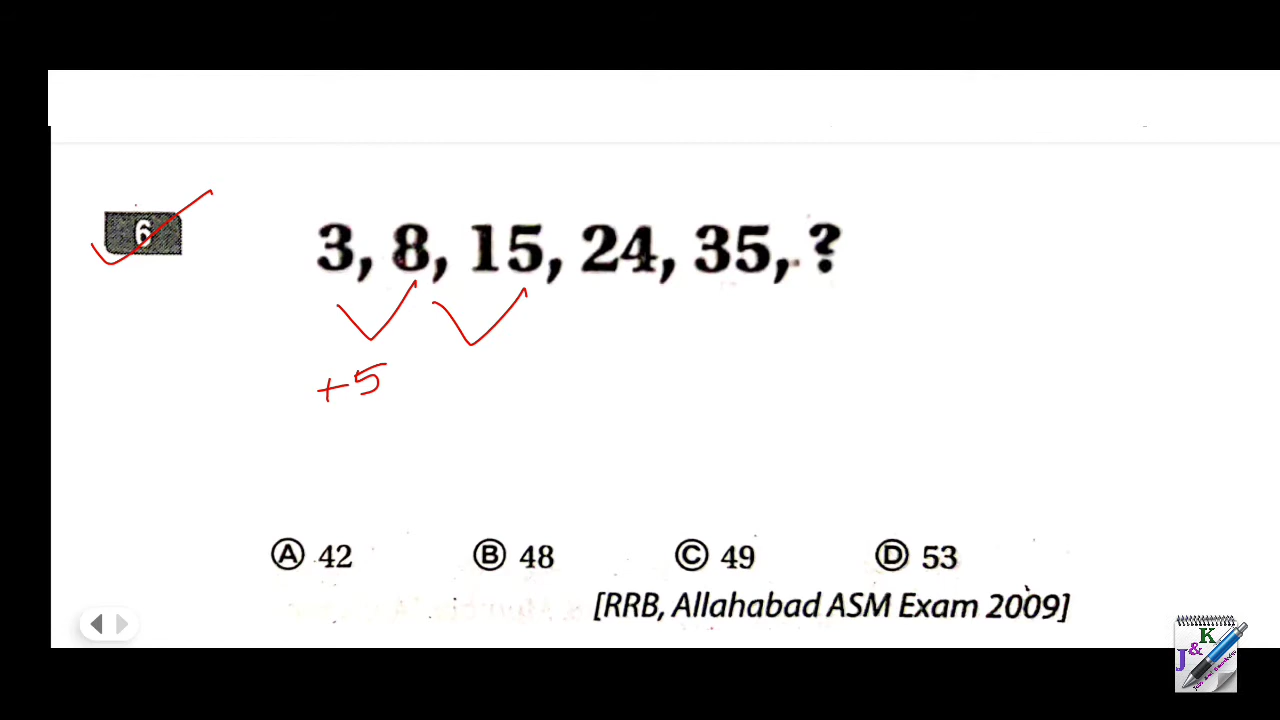 6
3, 8, 15, 24, 35, ?
+5
Ⓐ 42 Ⓑ 48 Ⓒ 49 Ⓓ 53
[RRB, Allahabad ASM Exam 2009]
J&K